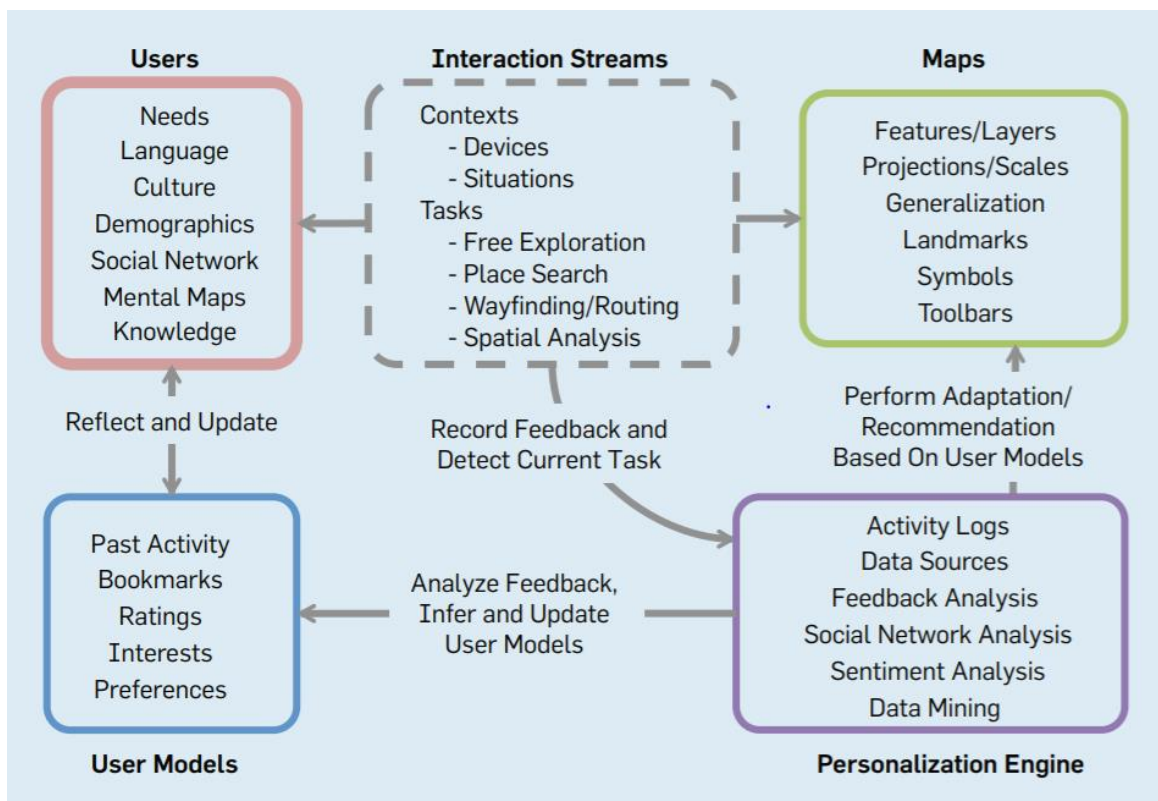 Users
Needs
Language
Culture
Demographics
Social Network
Mental Maps
Knowledge
Interaction Streams
Contexts
- Devices
- Situations
Tasks
- Free Exploration
- Place Search
- Wayfinding/Routing
- Spatial Analysis
Maps
Features/Layers
Projections/Scales
Generalization
Landmarks
Symbols
Toolbars
Reflect and Update
Record Feedback and
Detect Current Task
Perform Adaptation/
Recommendation
Based On User Models
Past Activity
Bookmarks
Ratings
Interests
Preferences
User Models
Analyze Feedback,
Infer and Update
User Models
Activity Logs
Data Sources
Feedback Analysis
Social Network Analysis
Sentiment Analysis
Data Mining
Personalization Engine